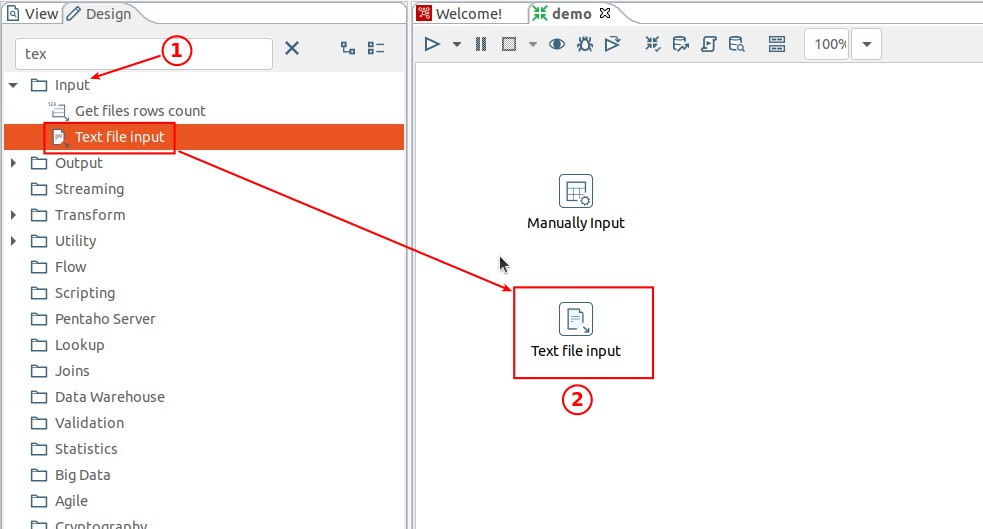 View Design
Welcome! demo
tex
1
100%
Input
123
Get files rows count
Text file input
Output
Streaming
Transform
Utility
Flow
Scripting
Pentaho Server
Lookup
Joins
Data Warehouse
Validation
Statistics
Big Data
Agile
Cryptography
Manually Input
Text file input
2